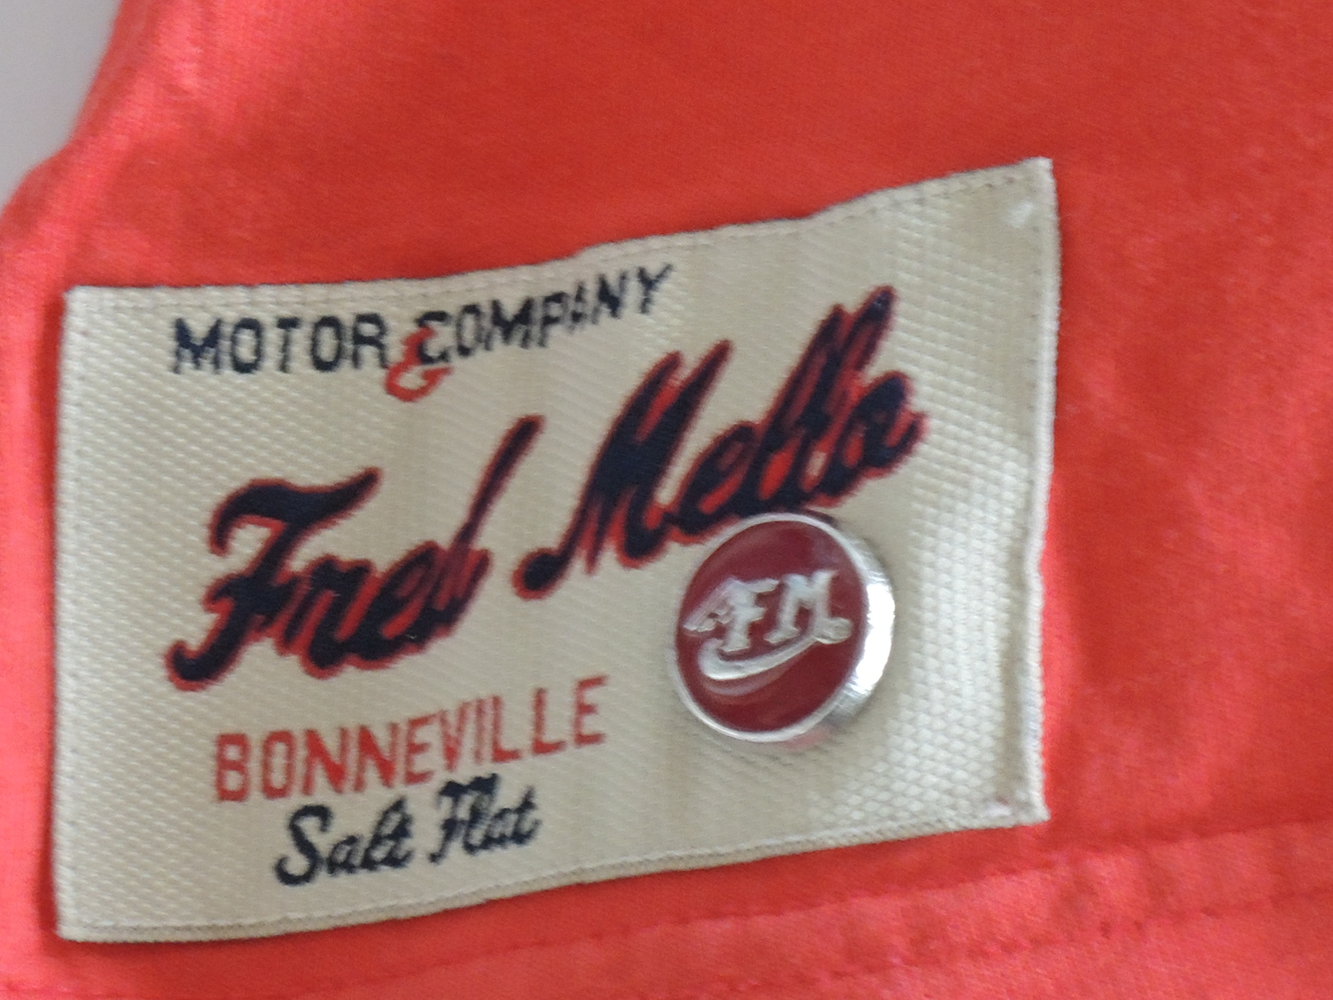 MOTOR & COMPANY
Fred Mello
FM
BONNEVILLE
Salt Flat